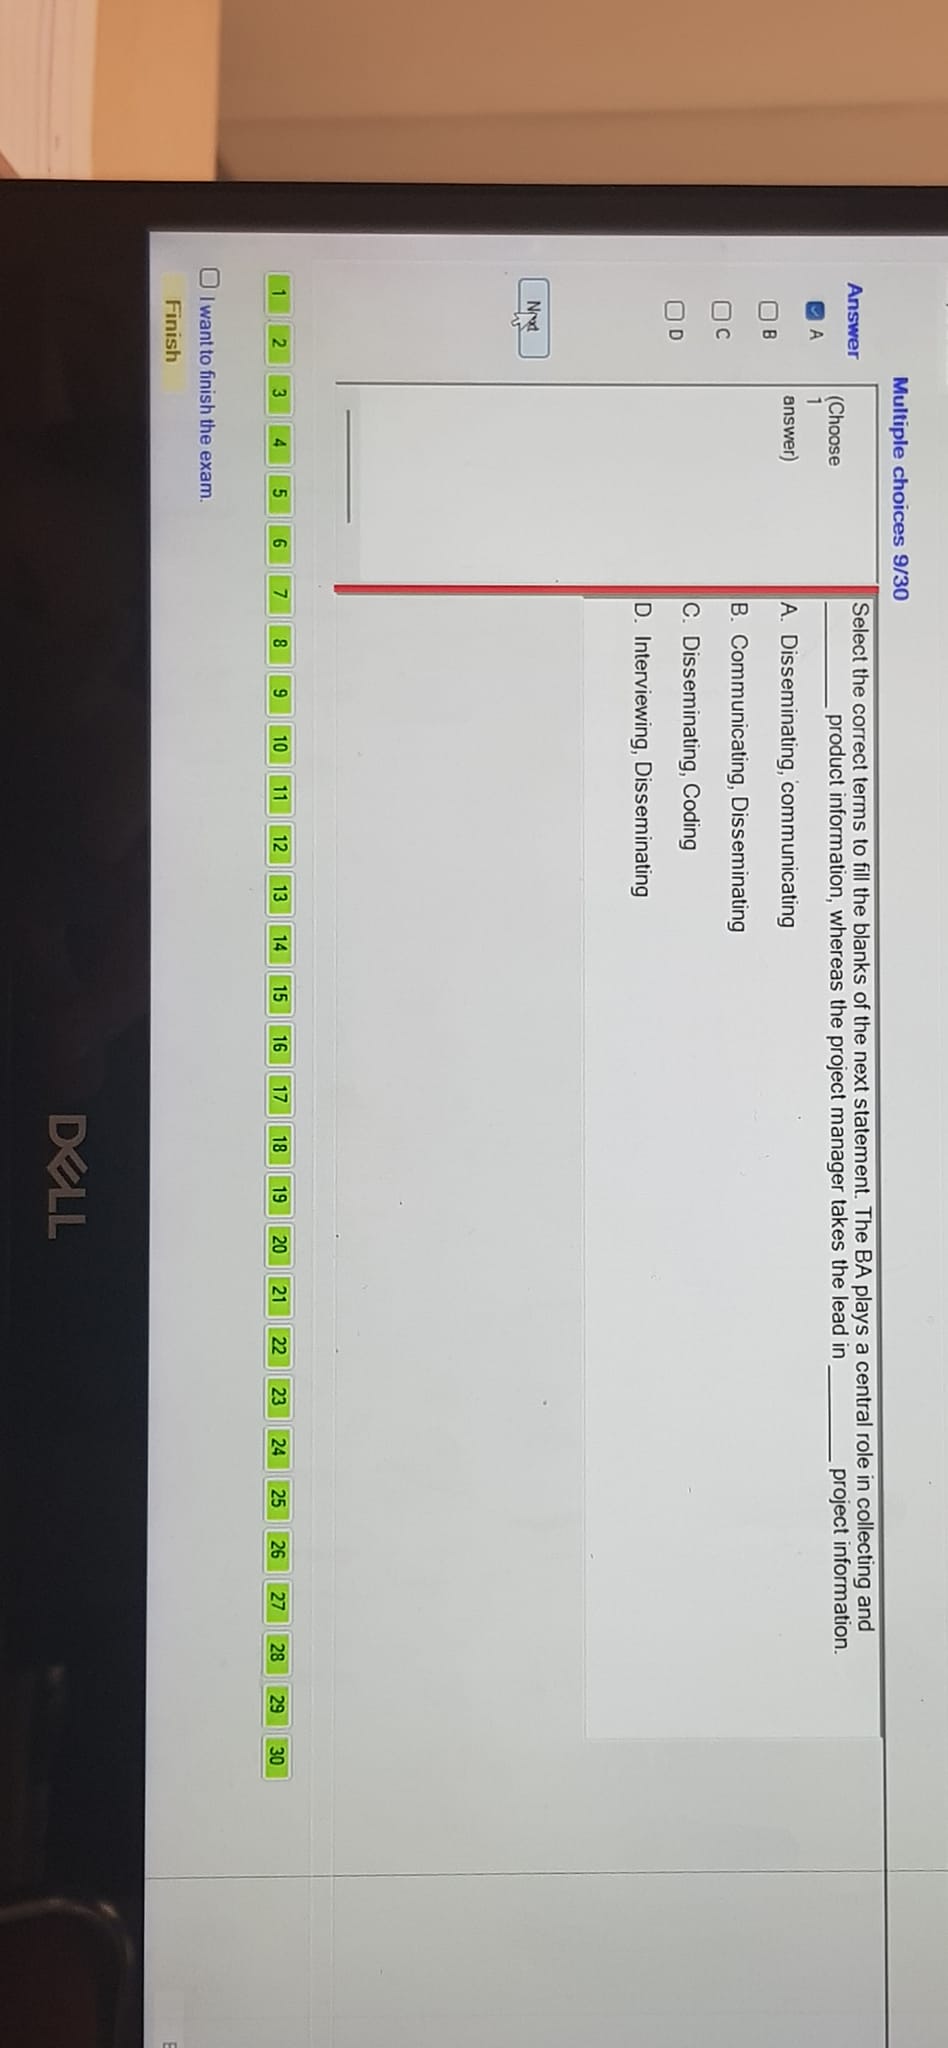 Multiple choices 9/30
Answer
A
B
C
D
(Choose
1
answer)
Select the correct terms to fill the blanks of the next statement. The BA plays a central role in collecting and
_________ product information, whereas the project manager takes the lead in ________ project information.
A. Disseminating, communicating
B. Communicating, Disseminating
C. Disseminating, Coding
D. Interviewing, Disseminating
Next
1 2 3 4 5 6 7 8 9 10 11 12 13 14 15 16 17 18 19 20 21 22 23 24 25 26 27 28 29 30
I want to finish the exam.
Finish
DELL